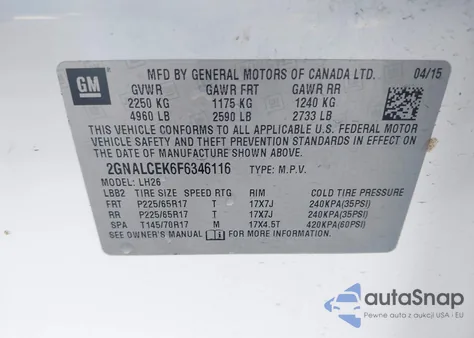 GM
MFD BY GENERAL MOTORS OF CANADA LTD. 04/15
GVWR GAWR FRT GAWR RR
2250 KG 1175 KG 1240 KG
4960 LB 2590 LB 2733 LB
THIS VEHICLE CONFORMS TO ALL APPLICABLE U.S. FEDERAL MOTOR
VEHICLE SAFETY AND THEFT PREVENTION STANDARDS IN EFFECT
ON THE DATE OF MANUFACTURE SHOWN ABOVE.
2GNALCEK6F6346116 TYPE: M.P.V.
MODEL: LH26
LBB2 TIRE SIZE SPEED RTG RIM COLD TIRE PRESSURE
FRT P225/65R17 T 17X7J 240KPA(35PSI)
RR P225/65R17 T 17X7J 240KPA(35PSI)
SPA T145/70R17 M 17X4.5T 420KPA(60PSI)
SEE OWNER'S MANUAL FOR MORE INFORMATION.
autoSnap
Pewne auta z USA - EU